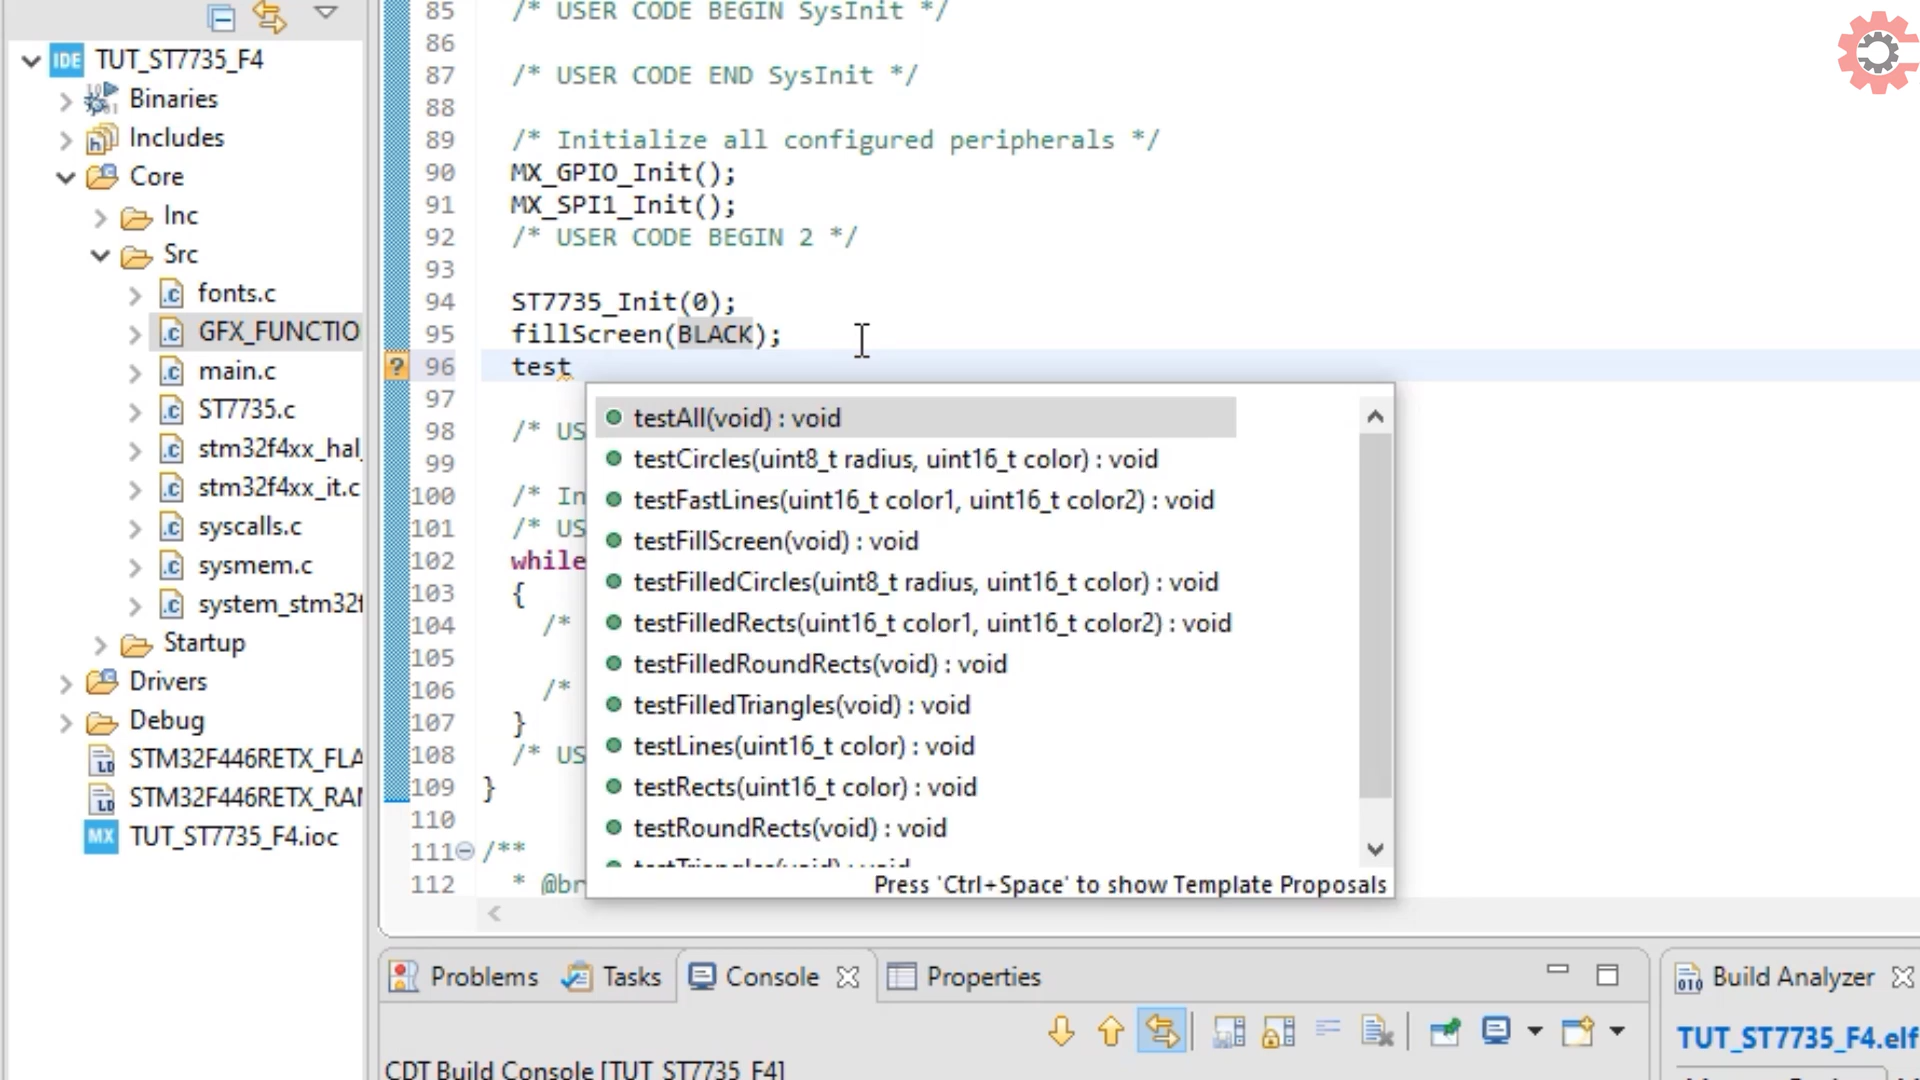 TUT_ST7735_F4
Binaries
Includes
Core
Inc
Src
fonts.c
GFX_FUNCTIO
main.c
ST7735.c
stm32f4xx_hal_
stm32f4xx_it.c
syscalls.c
sysmem.c
system_stm32f
Startup
Drivers
Debug
STM32F446RETX_FLA
STM32F446RETX_RAM
TUT_ST7735_F4.ioc
85 /* USER CODE BEGIN SysInit */
86
87 /* USER CODE END SysInit */
88
89 /* Initialize all configured peripherals */
90 MX_GPIO_Init();
91 MX_SPI1_Init();
92 /* USER CODE BEGIN 2 */
93
94 ST7735_Init(0);
95 fillScreen(BLACK);
96 test
97
98 /* US
99
100 /* In
101 /* US
102 while
103 {
104 /*
105
106 /*
107 }
108 /* US
109 }
110
111 /**
112 * @br
testAll(void) : void
testCircles(uint8_t radius, uint16_t color) : void
testFastLines(uint16_t color1, uint16_t color2) : void
testFillScreen(void) : void
testFilledCircles(uint8_t radius, uint16_t color) : void
testFilledRects(uint16_t color1, uint16_t color2) : void
testFilledRoundRects(void) : void
testFilledTriangles(void) : void
testLines(uint16_t color) : void
testRects(uint16_t color) : void
testRoundRects(void) : void
testTriangles(void) : void
Press 'Ctrl+Space' to show Template Proposals
Problems Tasks Console Properties
CDT Build Console [TUT_ST7735_F4]
Build Analyzer
TUT_ST7735_F4.elf